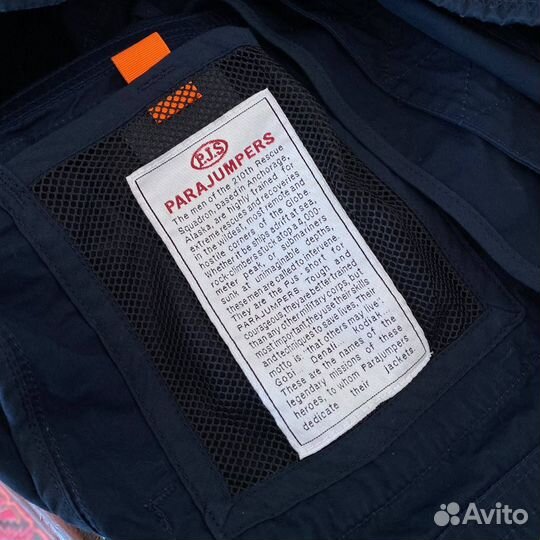 P.J.S
PARAJUMPERS
The men of the 210th Rescue
Squadron, based in Anchorage,
Alaska, are highly trained for
extreme rescues and recoveries
in the wildest, most remote and
hostile corners of the Globe.
Whether it be ships adrift at sea,
rock-climbers stuck atop a 4,000-
meter peak, or submariners
sunk at unimaginable depths,
these men are called to intervene.
They are the PJs - short for
PARAJUMPERS. Tough and
courageous, they are better trained
than any other military corps, but
most important, they use their skills
and techniques to save lives. Their
motto is: that others may live!
Gobi... Denali... Kodiak...
These are the names of the
legendary missions of these
heroes, to whom Parajumpers
dedicate their jackets.
Avito